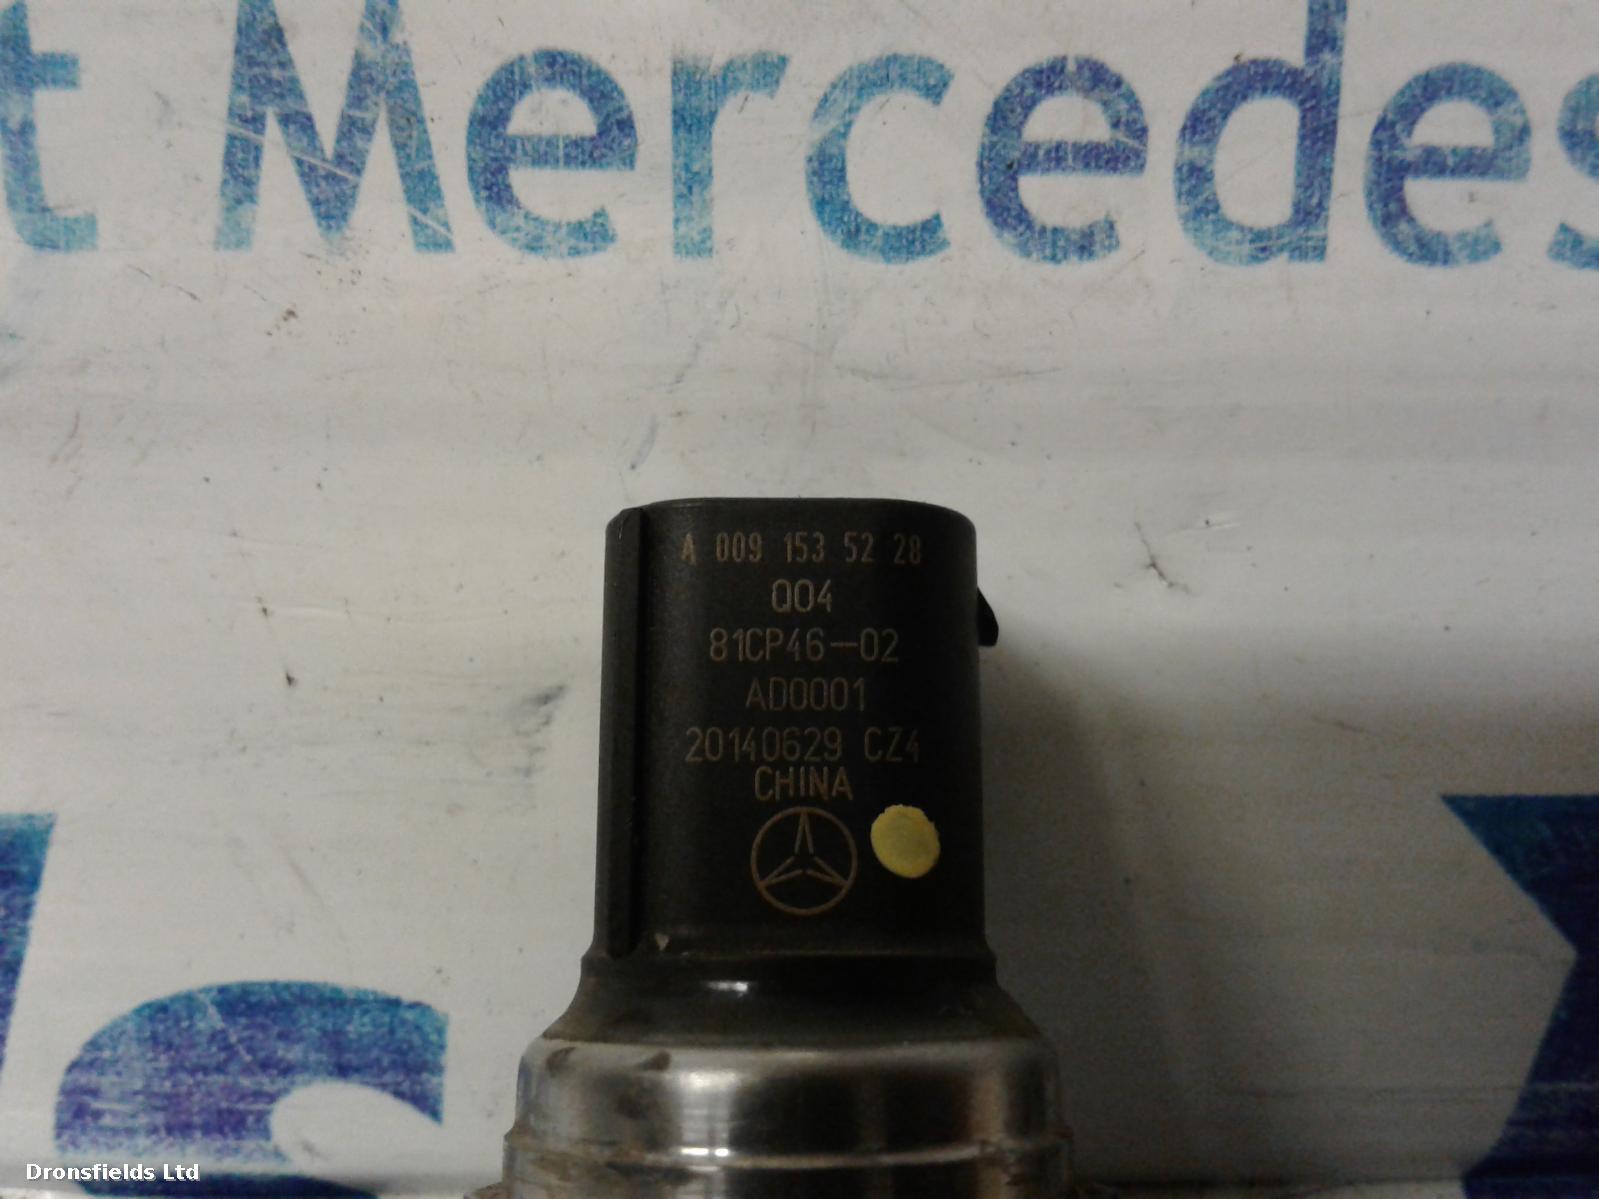 t Mercedes
A 009 153 52 28
Q04
81CP46-02
AD0001
20140629 CZ4
CHINA
Dronsfields Ltd